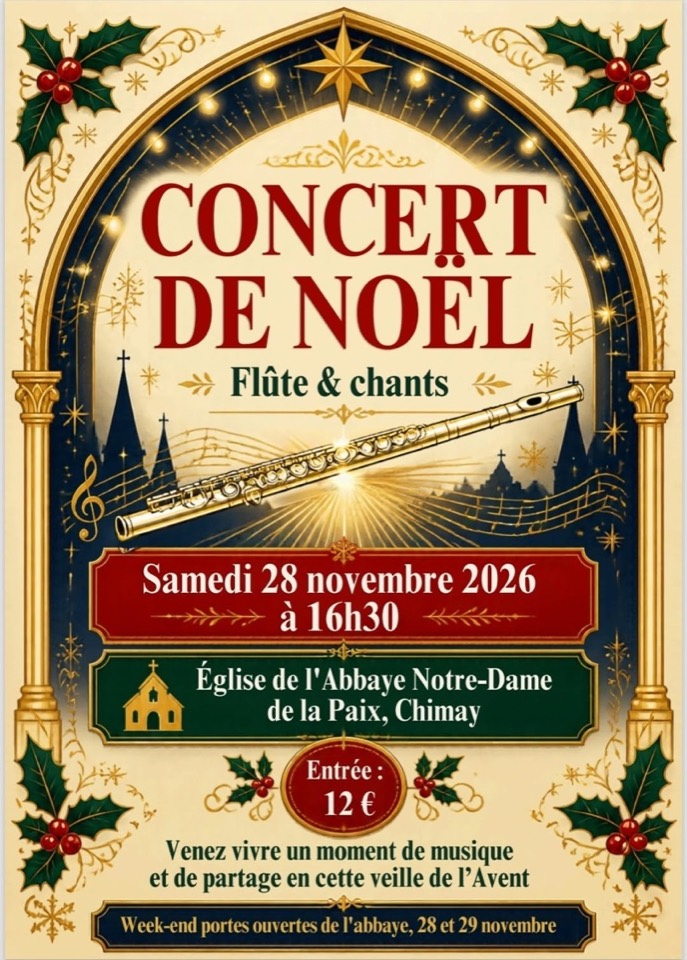 CONCERT
DE NOËL
Flûte & chants
Samedi 28 novembre 2026
à 16h30
Église de l'Abbaye Notre-Dame
de la Paix, Chimay
Entrée :
12 €
Venez vivre un moment de musique
et de partage en cette veille de l’Avent
Week-end portes ouvertes de l'abbaye, 28 et 29 novembre